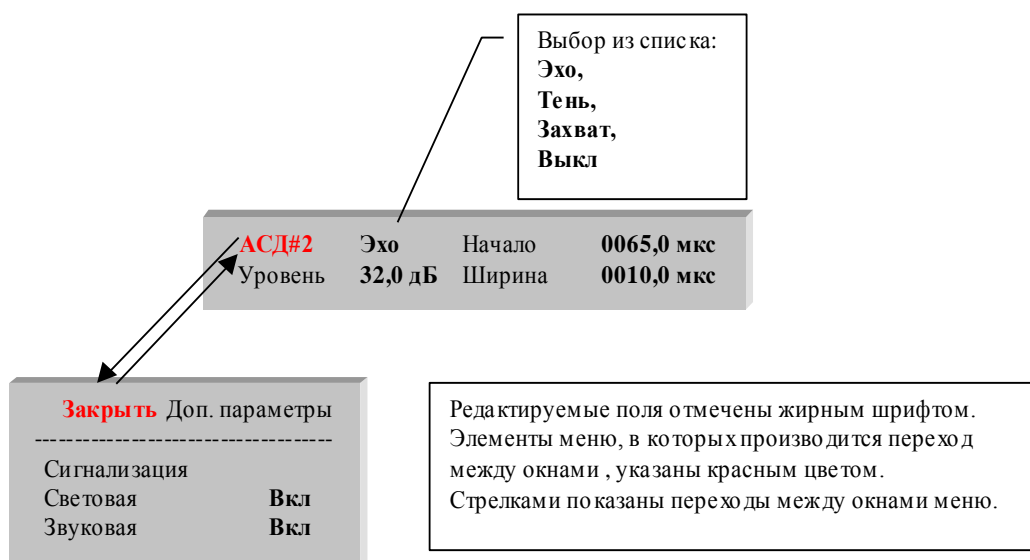 Выбор из списка:
Эхо,
Тень,
Захват,
Выкл
АСД#2 Эхо Начало 0065,0 мкс
Уровень 32,0 дБ Ширина 0010,0 мкс
Закрыть Доп. параметры
--------------------------------------
Сигнализация
Световая Вкл
Звуковая Вкл
Редактируемые поля отмечены жирным шрифтом.
Элементы меню, в которых производится переход
между окнами , указаны красным цветом.
Стрелками показаны переходы между окнами меню.